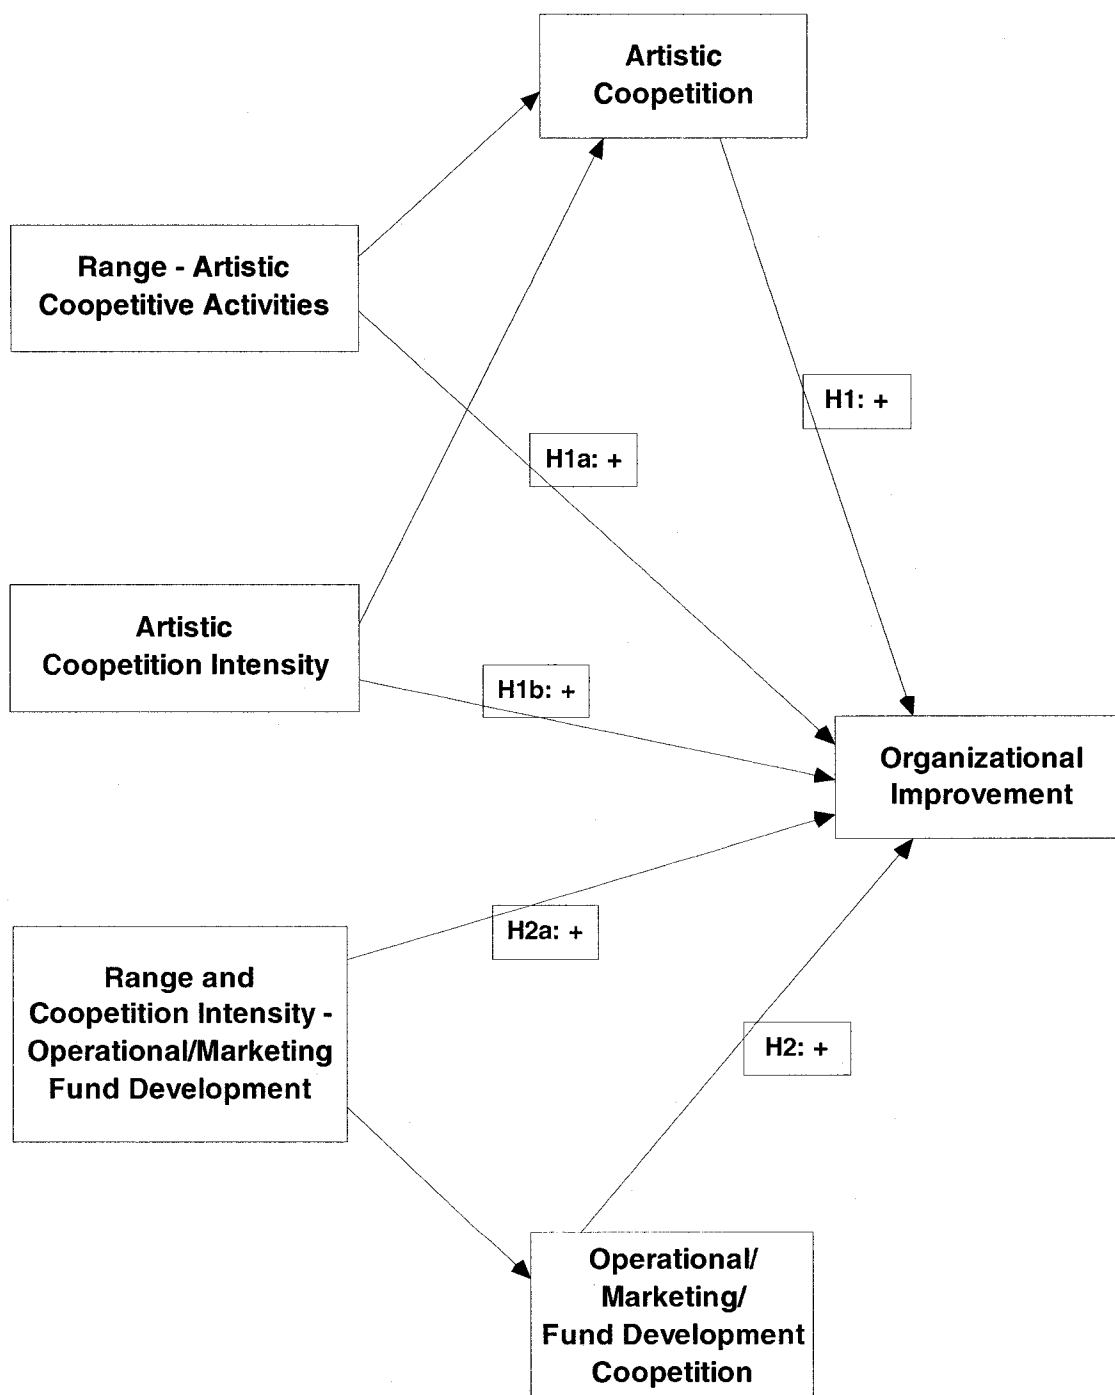 Artistic
Coopetition
Range - Artistic
Coopetitive Activities
H1: +
H1a: +
Artistic
Coopetition Intensity
H1b: +
Organizational
Improvement
H2a: +
Range and
Coopetition Intensity -
Operational/Marketing
Fund Development
H2: +
Operational/
Marketing/
Fund Development
Coopetition